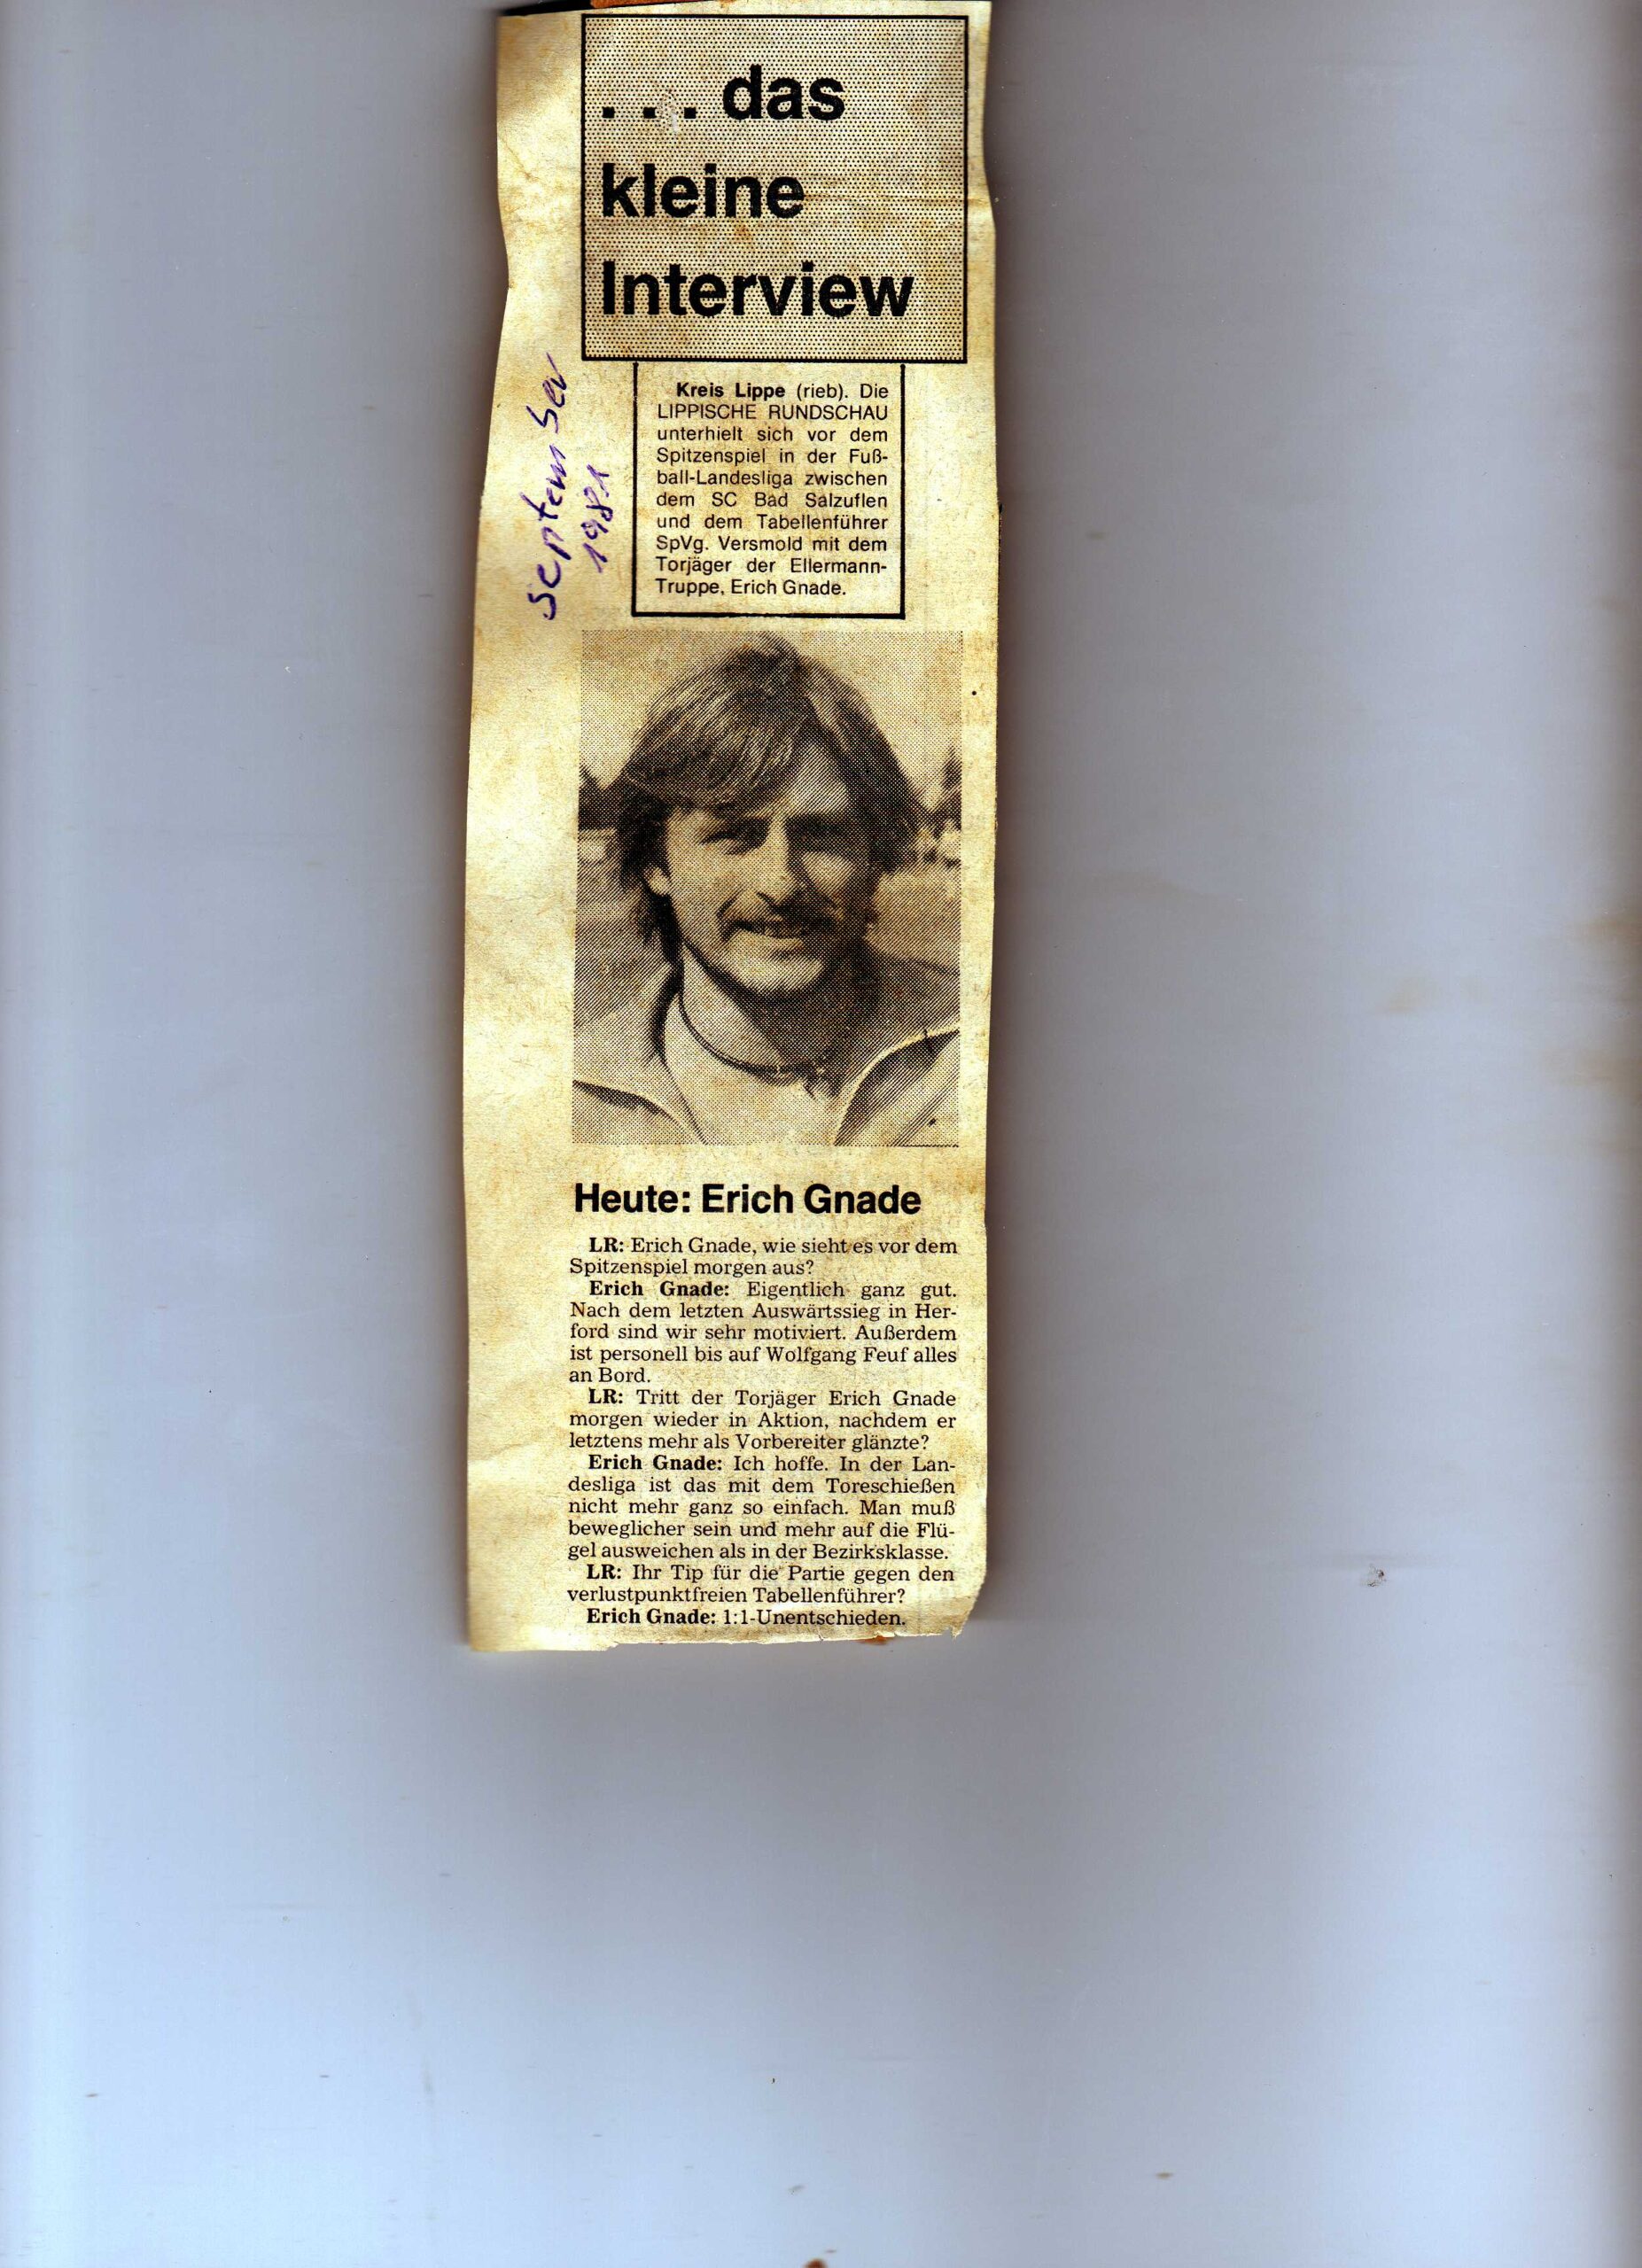 . . . das
kleine
Interview
September
1981
Kreis Lippe (rieb). Die
LIPPISCHE RUNDSCHAU
unterhielt sich vor dem
Spitzenspiel in der Fuß-
ball-Landesliga zwischen
dem SC Bad Salzuflen
und dem Tabellenführer
SpVg. Versmold mit dem
Torjäger der Ellermann-
Truppe, Erich Gnade.
Heute: Erich Gnade
LR: Erich Gnade, wie sieht es vor dem
Spitzenspiel morgen aus?
Erich Gnade: Eigentlich ganz gut.
Nach dem letzten Auswärtssieg in Her-
ford sind wir sehr motiviert. Außerdem
ist personell bis auf Wolfgang Feuf alles
an Bord.
LR: Tritt der Torjäger Erich Gnade
morgen wieder in Aktion, nachdem er
letztens mehr als Vorbereiter glänzte?
Erich Gnade: Ich hoffe. In der Lan-
desliga ist das mit dem Toreschießen
nicht mehr ganz so einfach. Man muß
beweglicher sein und mehr auf die Flü-
gel ausweichen als in der Bezirksklasse.
LR: Ihr Tip für die Partie gegen den
verlustpunktfreien Tabellenführer?
Erich Gnade: 1:1-Unentschieden.